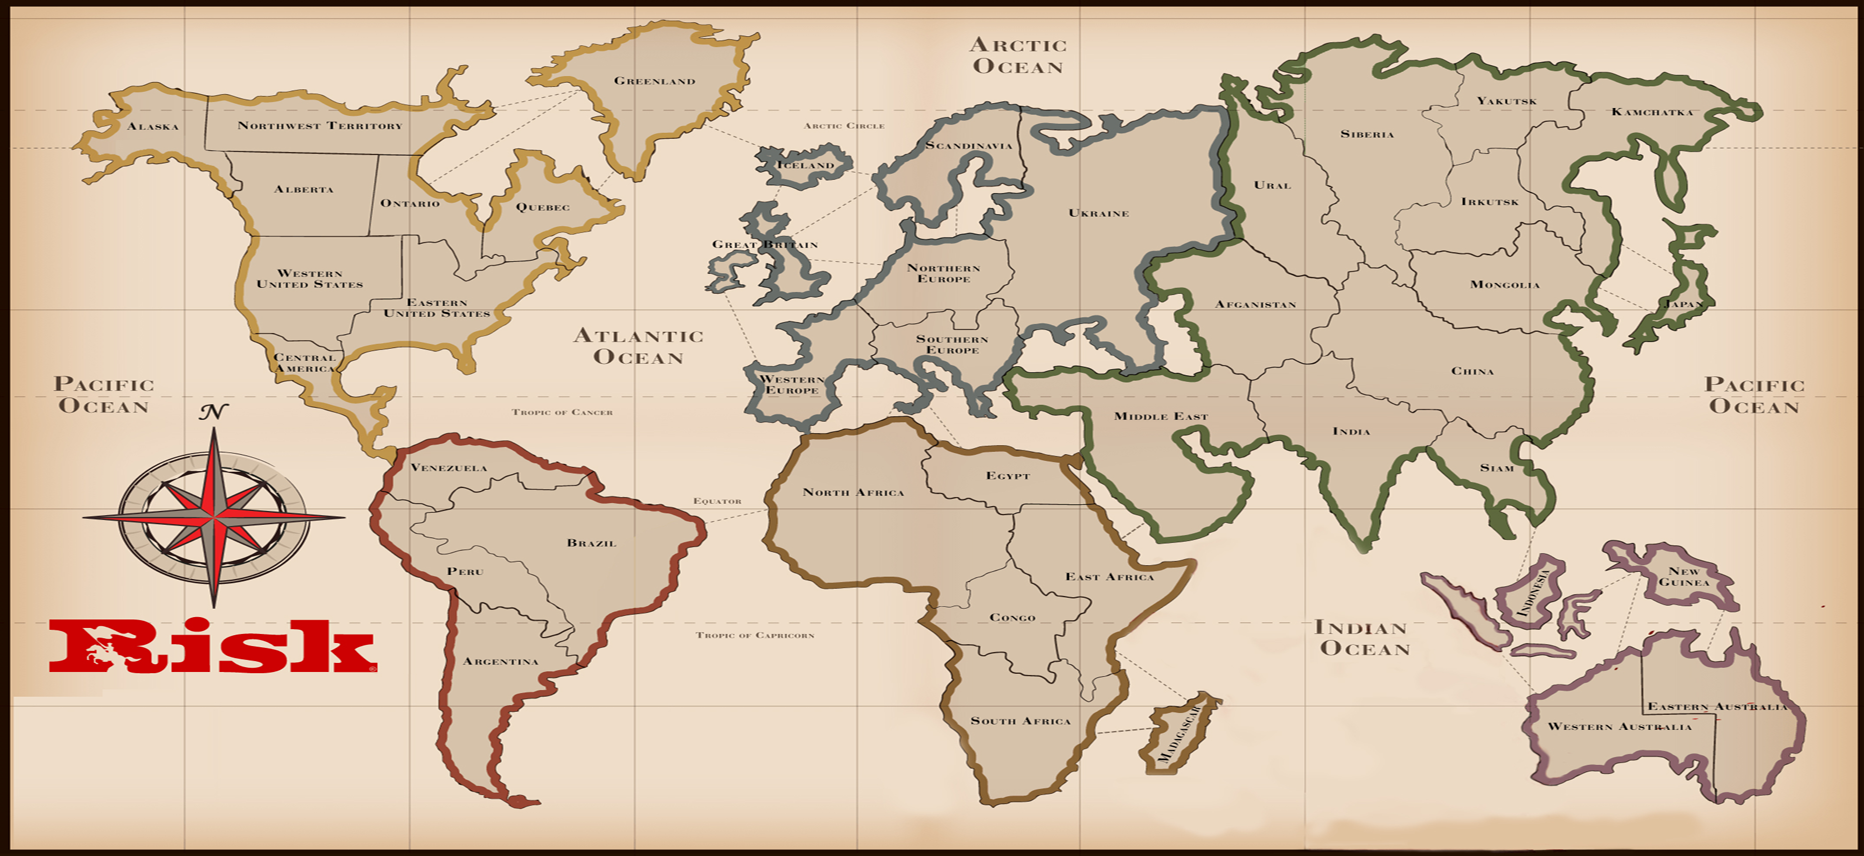 Arctic
Ocean
Greenland
Alaska
Northwest Territory
Arctic Circle
Iceland
Scandinavia
Siberia
Yakutsk
Kamchatka
Alberta
Ontario
Quebec
Ukraine
Ural
Irkutsk
Great Britain
Northern
Europe
Western
United States
Eastern
United States
Mongolia
Japan
Afganistan
Atlantic
Ocean
Southern
Europe
Central
America
Western
Europe
China
Pacific
Ocean
Pacific
Ocean
N
Tropic of Cancer
Middle East
India
Siam
Venezuela
North Africa
Egypt
Equator
Brazil
Peru
East Africa
Congo
Indonesia
New
Guinea
Indian
Ocean
Tropic of Capricorn
Risk
®
Argentina
South Africa
Madagascar
Western Australia
Eastern Australia